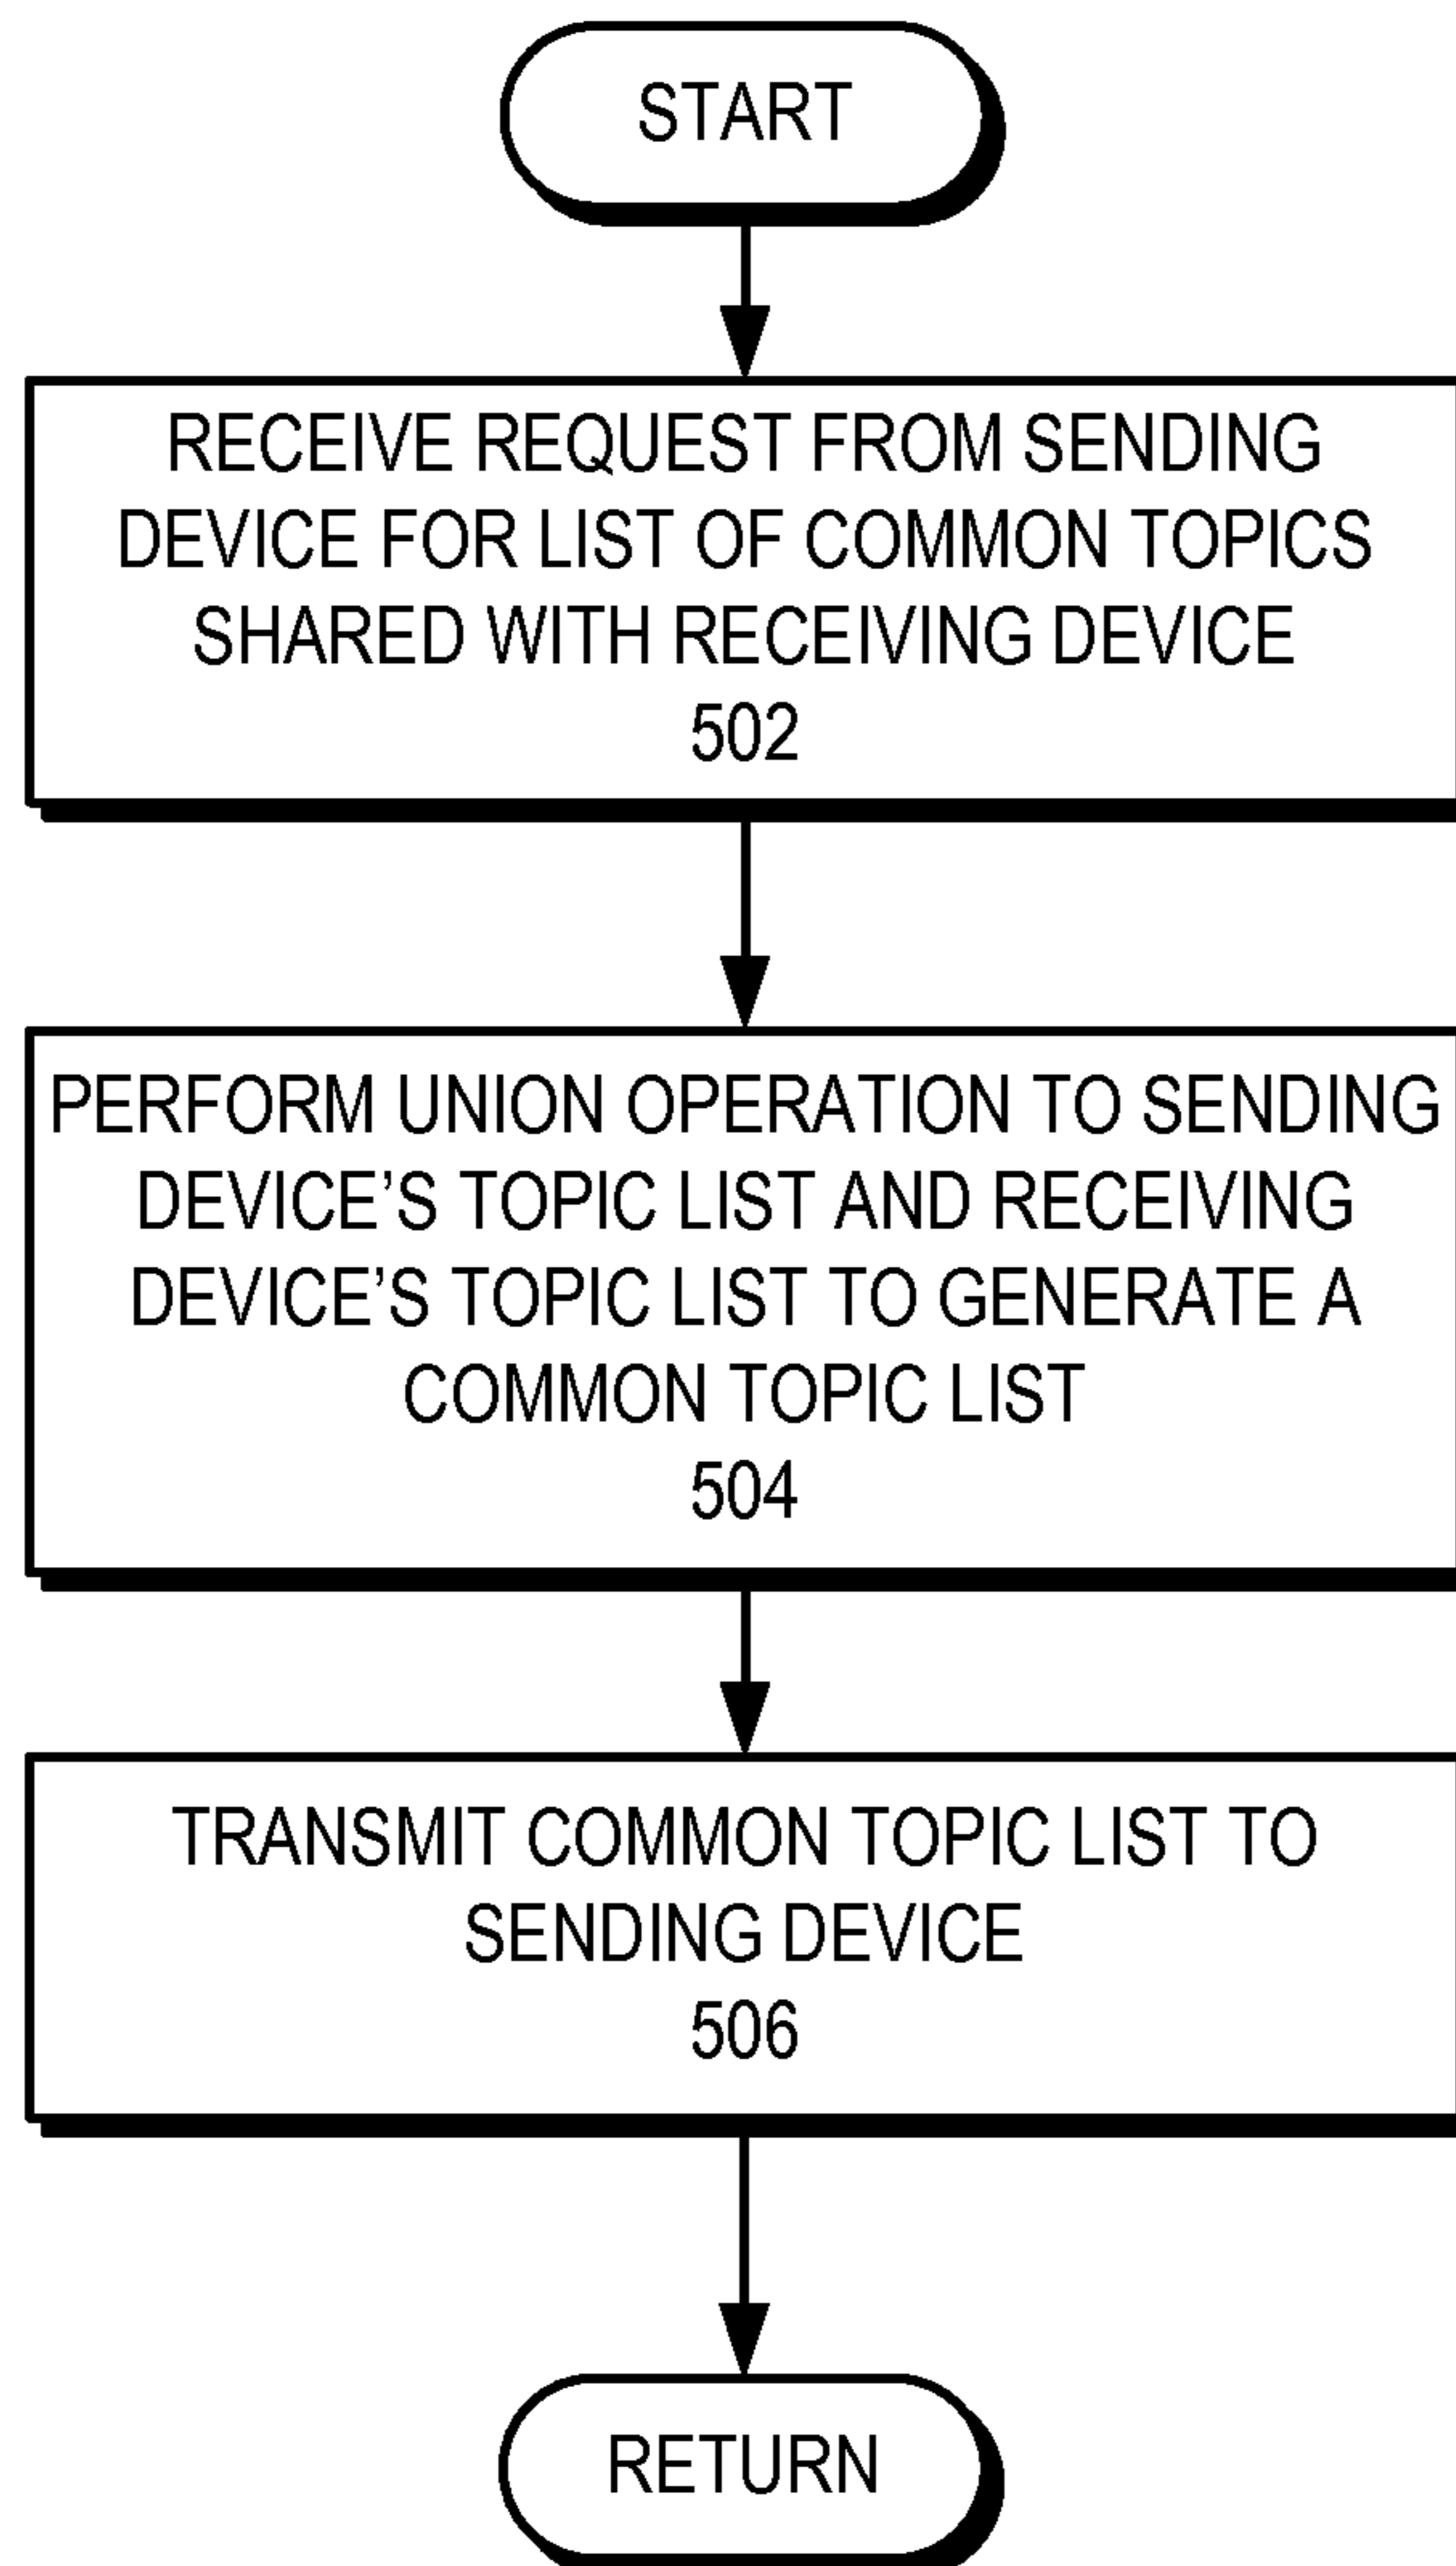 START
RECEIVE REQUEST FROM SENDING
DEVICE FOR LIST OF COMMON TOPICS
SHARED WITH RECEIVING DEVICE
502
PERFORM UNION OPERATION TO SENDING
DEVICE’S TOPIC LIST AND RECEIVING
DEVICE’S TOPIC LIST TO GENERATE A
COMMON TOPIC LIST
504
TRANSMIT COMMON TOPIC LIST TO
SENDING DEVICE
506
RETURN